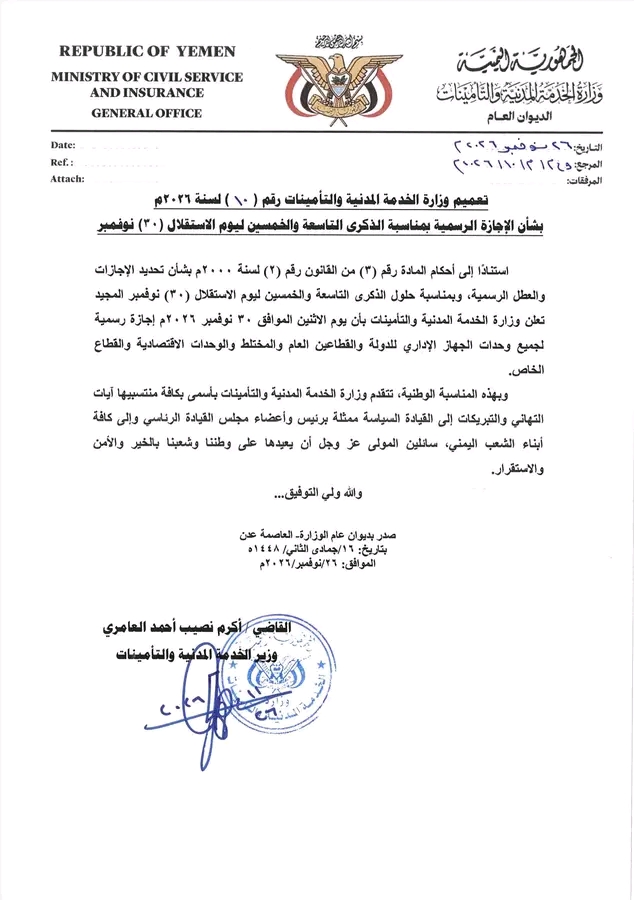 REPUBLIC OF YEMEN
MINISTRY OF CIVIL SERVICE
AND INSURANCE
GENERAL OFFICE
الجمهورية اليمنية
وزارة الخدمة المدنية والتأمينات
الديوان العام
Date:
Ref.:
Attach:
التاريخ: ٢٦ نوفمبر ٢٠٢٦
المرجع:
المرفقات:
تعميم وزارة الخدمة المدنية والتأمينات رقم (١٠) لسنة ٢٠٢٦م
بشأن الإجازة الرسمية بمناسبة الذكرى التاسعة والخمسين ليوم الاستقلال (٣٠) نوفمبر
استنادًا إلى أحكام المادة رقم (٣) من القانون رقم (٢) لسنة ٢٠٠٠م بشأن تحديد الإجازات
والعطل الرسمية، وبمناسبة حلول الذكرى التاسعة والخمسين ليوم الاستقلال (٣٠) نوفمبر المجيد
تعلن وزارة الخدمة المدنية والتأمينات بأن يوم الاثنين الموافق ٣٠ نوفمبر ٢٠٢٦م إجازة رسمية
لجميع وحدات الجهاز الإداري للدولة والقطاعين العام والمختلط والوحدات الاقتصادية والقطاع
الخاص.
وبهذه المناسبة الوطنية، تتقدم وزارة الخدمة المدنية والتأمينات بأسمى بكافة منتسبيها آيات
التهاني والتبريكات إلى القيادة السياسة ممثلة برئيس وأعضاء مجلس القيادة الرئاسي وإلى كافة
أبناء الشعب اليمني، سائلين المولى عز وجل أن يعيدها على وطننا وشعبنا بالخير والأمن
والاستقرار.
والله ولي التوفيق...
صدر بديوان عام الوزارة- العاصمة عدن
بتاريخ: ١٦/جمادى الثاني/١٤٤٨ه
الموافق: ٢٦/نوفمبر/٢٠٢٦م
القاضي/ أكرم نصيب أحمد العامري
وزير الخدمة المدنية والتأمينات
٢٠٢٦ ١١ ٢٦